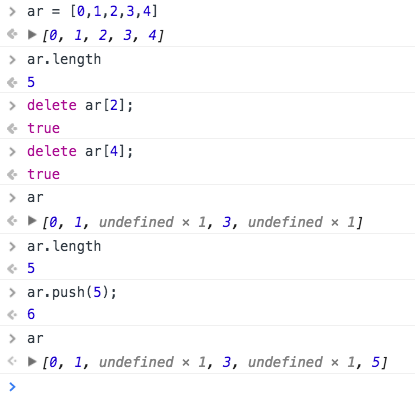 > ar = [0,1,2,3,4]
[0, 1, 2, 3, 4]
> ar.length
5
> delete ar[2];
true
> delete ar[4];
true
> ar
[0, 1, undefined × 1, 3, undefined × 1]
> ar.length
5
> ar.push(5);
6
> ar
[0, 1, undefined × 1, 3, undefined × 1, 5]
>